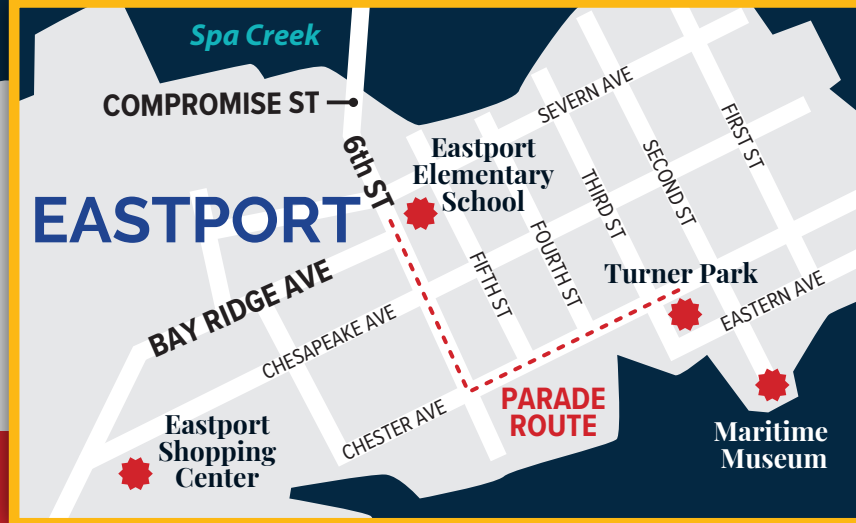 Spa Creek
COMPROMISE ST
6th ST
SEVERN AVE
FIRST ST
Eastport
Elementary
School
SECOND ST
THIRD ST
EASTPORT
FOURTH ST
FIFTH ST
Turner Park
BAY RIDGE AVE
EASTERN AVE
CHESAPEAKE AVE
PARADE
ROUTE
CHESTER AVE
Eastport
Shopping
Center
Maritime
Museum